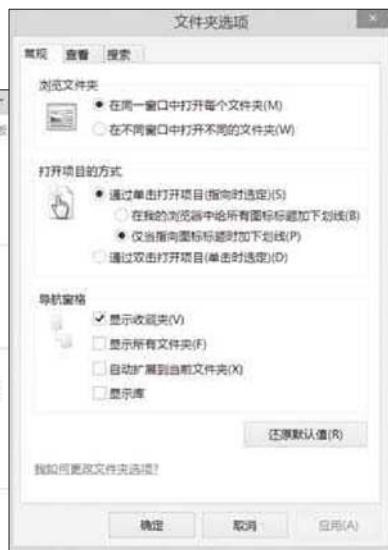 文件夹选项
常规 查看 搜索
浏览文件夹
在同一窗口中打开每个文件夹(M)
在不同窗口中打开不同的文件夹(W)
打开项目的方式
通过单击打开项目(指向时选定)(S)
在我的浏览器中给所有图标标题加下划线(B)
仅当指向图标标题时加下划线(P)
通过双击打开项目(单击时选定)(D)
导航窗格
显示收藏夹(V)
显示所有文件夹(F)
自动扩展到当前文件夹(X)
显示库
还原默认值(R)
我如何更改文件夹选项?
确定 取消 应用(A)